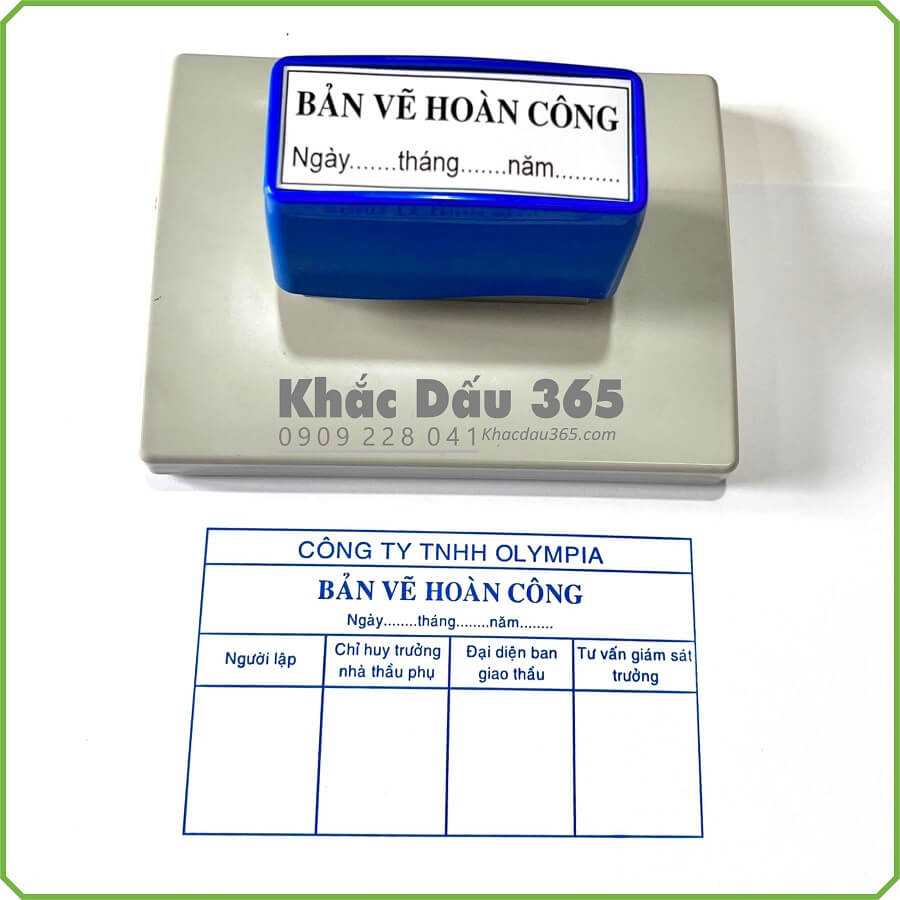 BẢN VẼ HOÀN CÔNG
Ngày.......tháng.......năm..........
Khắc Dấu 365
0909 228 041 Khacdau365.com
CÔNG TY TNHH OLYMPIA
BẢN VẼ HOÀN CÔNG
Ngày........tháng........năm........
Người lập
Chỉ huy trưởng
nhà thầu phụ
Đại diện ban
giao thầu
Tư vấn giám sát
trưởng